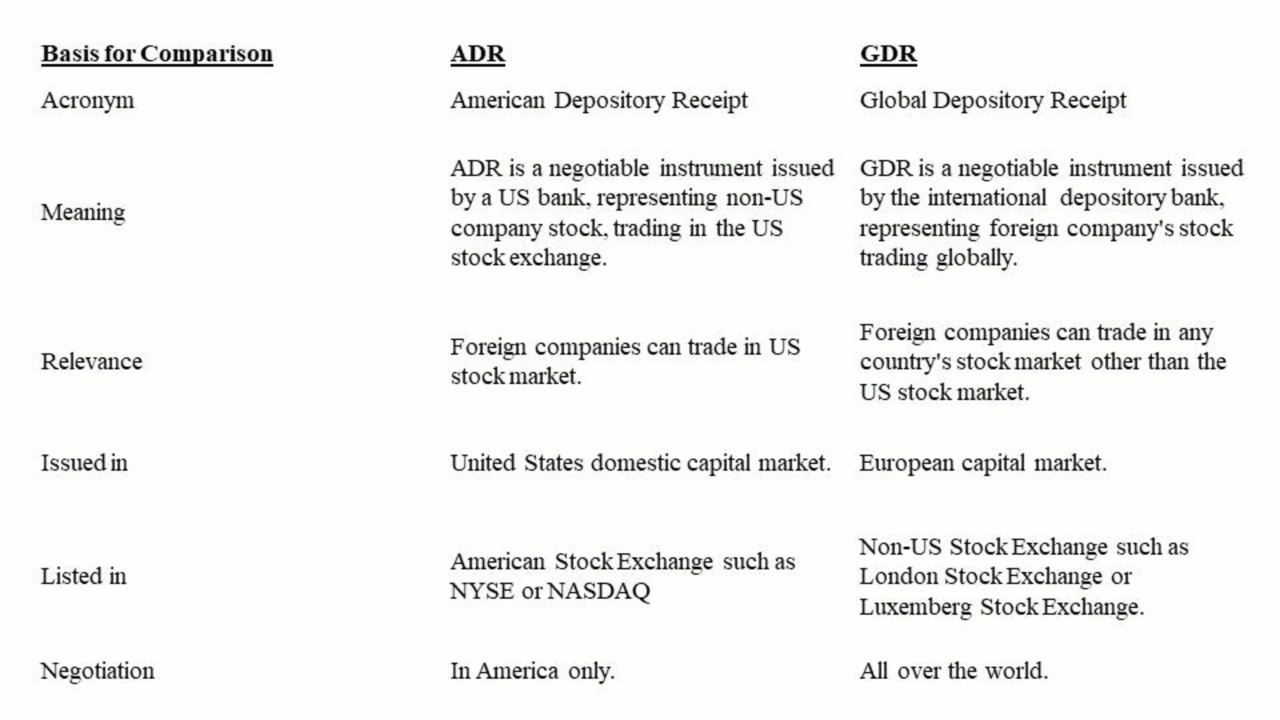 Basis for Comparison
ADR
GDR
Acronym
American Depository Receipt
Global Depository Receipt
Meaning
ADR is a negotiable instrument issued
by a US bank, representing non-US
company stock, trading in the US
stock exchange.
GDR is a negotiable instrument issued
by the international depository bank,
representing foreign company's stock
trading globally.
Relevance
Foreign companies can trade in US
stock market.
Foreign companies can trade in any
country's stock market other than the
US stock market.
Issued in
United States domestic capital market.
European capital market.
Listed in
American Stock Exchange such as
NYSE or NASDAQ
Non-US Stock Exchange such as
London Stock Exchange or
Luxemberg Stock Exchange.
Negotiation
In America only.
All over the world.